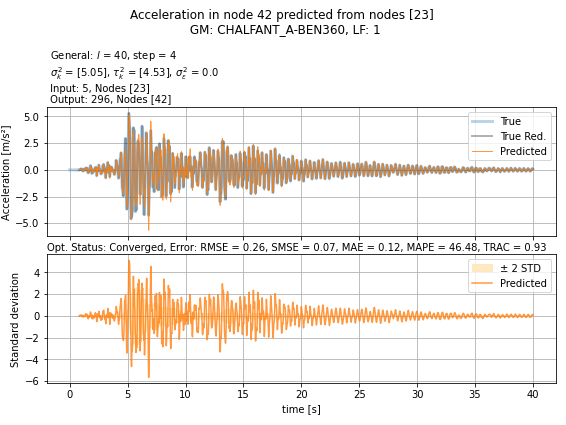 Acceleration in node 42 predicted from nodes [23]
GM: CHALFANT_A-BEN360, LF: 1
General: l = 40, step = 4
σ²ₖ = [5.05], τ²ₖ = [4.53], σ²ε = 0.0
Input: 5, Nodes [23]
Output: 296, Nodes [42]
Acceleration [m/s²]
5.0
2.5
0.0
−2.5
−5.0
True
True Red.
Predicted
Opt. Status: Converged, Error: RMSE = 0.26, SMSE = 0.07, MAE = 0.12, MAPE = 46.48, TRAC = 0.93
Standard deviation
4
2
0
−2
−4
−6
± 2 STD
Predicted
0 5 10 15 20 25 30 35 40
time [s]